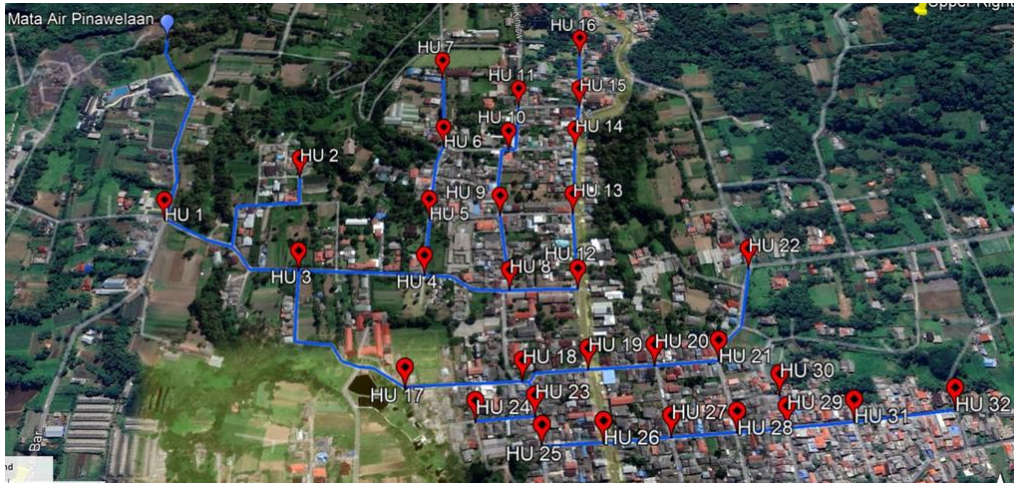 Mata Air Pinawelaan
HU 16
HU 7
HU 11
HU 15
HU 10
HU 14
HU 6
HU 2
HU 9
HU 13
HU 1
HU 5
HU 3
HU 4
HU 8
HU 12
HU 22
HU 18
HU 19
HU 20
HU 21
HU 17
HU 30
HU 23
HU 24
HU 27
HU 29
HU 31
HU 32
HU 25
HU 26
HU 28
Bar
nd